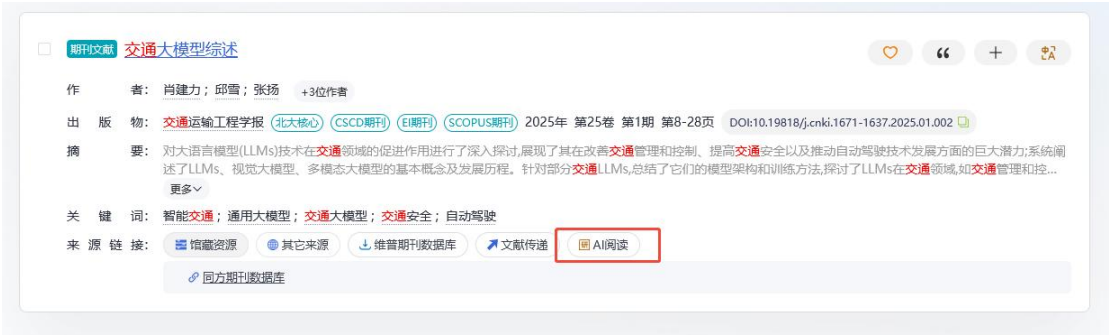 期刊文献 交通大模型综述
作者: 肖建力; 邱雪; 张扬 +3位作者
出版物: 交通运输工程学报 北大核心 CSCD期刊 EI期刊 SCOPUS期刊 2025年 第25卷 第1期 第8-28页 DOI:10.19818/j.cnki.1671-1637.2025.01.002
摘要: 对大语言模型(LLMs)技术在交通领域的促进作用进行了深入探讨,展现了其在改善交通管理和控制、提高交通安全以及推动自动驾驶技术发展方面的巨大潜力;系统阐
述了LLMs、视觉大模型、多模态大模型的基本概念及发展历程。针对部分交通LLMs,总结了它们的模型架构和训练方法,探讨了LLMs在交通领域,如交通管理和控...
更多
关键词: 智能交通; 通用大模型; 交通大模型; 交通安全; 自动驾驶
来源链接: 馆藏资源 其它来源 维普期刊数据库 文献传递 AI阅读
同方期刊数据库